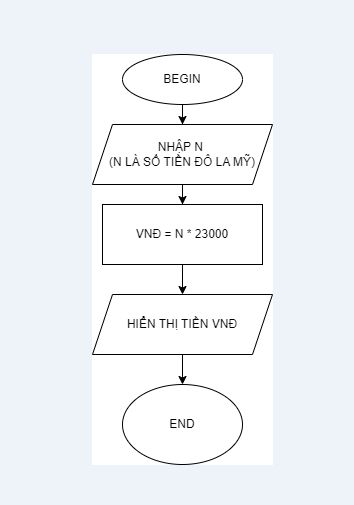 BEGIN
NHẬP N
(N LÀ SỐ TIỀN ĐÔ LA MỸ)
VNĐ = N * 23000
HIỂN THỊ TIỀN VNĐ
END